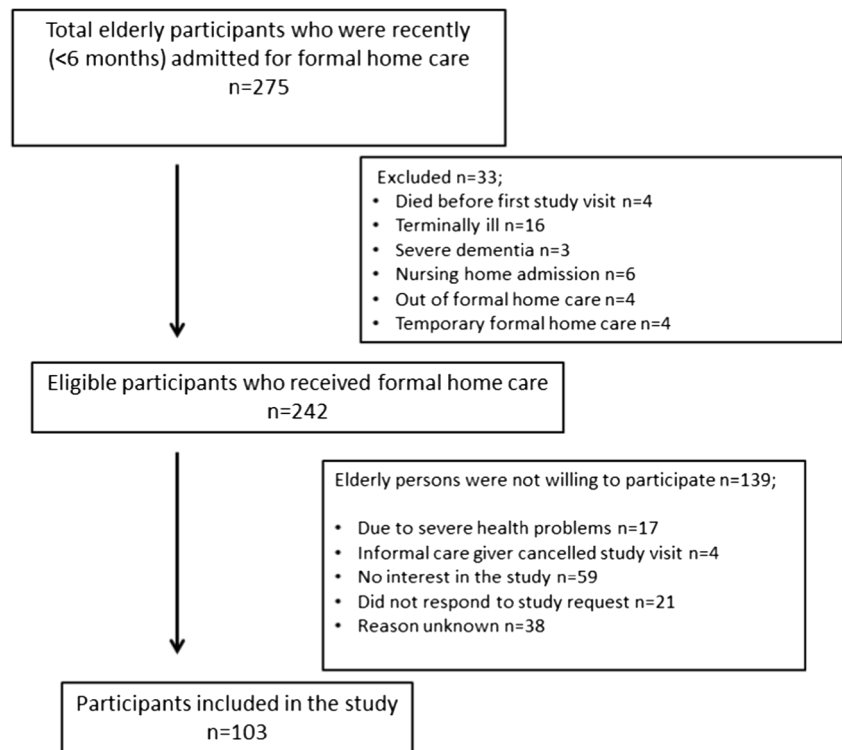 Total elderly participants who were recently
(<6 months) admitted for formal home care
n=275
Excluded n=33;
• Died before first study visit n=4
• Terminally ill n=16
• Severe dementia n=3
• Nursing home admission n=6
• Out of formal home care n=4
• Temporary formal home care n=4
Eligible participants who received formal home care
n=242
Elderly persons were not willing to participate n=139;
• Due to severe health problems n=17
• Informal care giver cancelled study visit n=4
• No interest in the study n=59
• Did not respond to study request n=21
• Reason unknown n=38
Participants included in the study
n=103